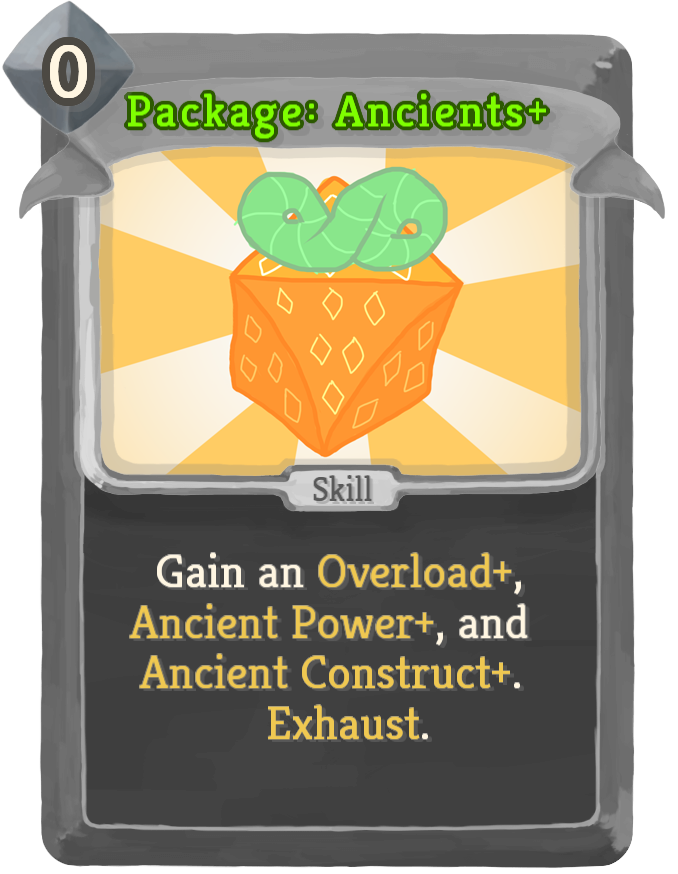 0
Package: Ancients+
Skill
Gain an Overload+,
Ancient Power+, and
Ancient Construct+.
Exhaust.